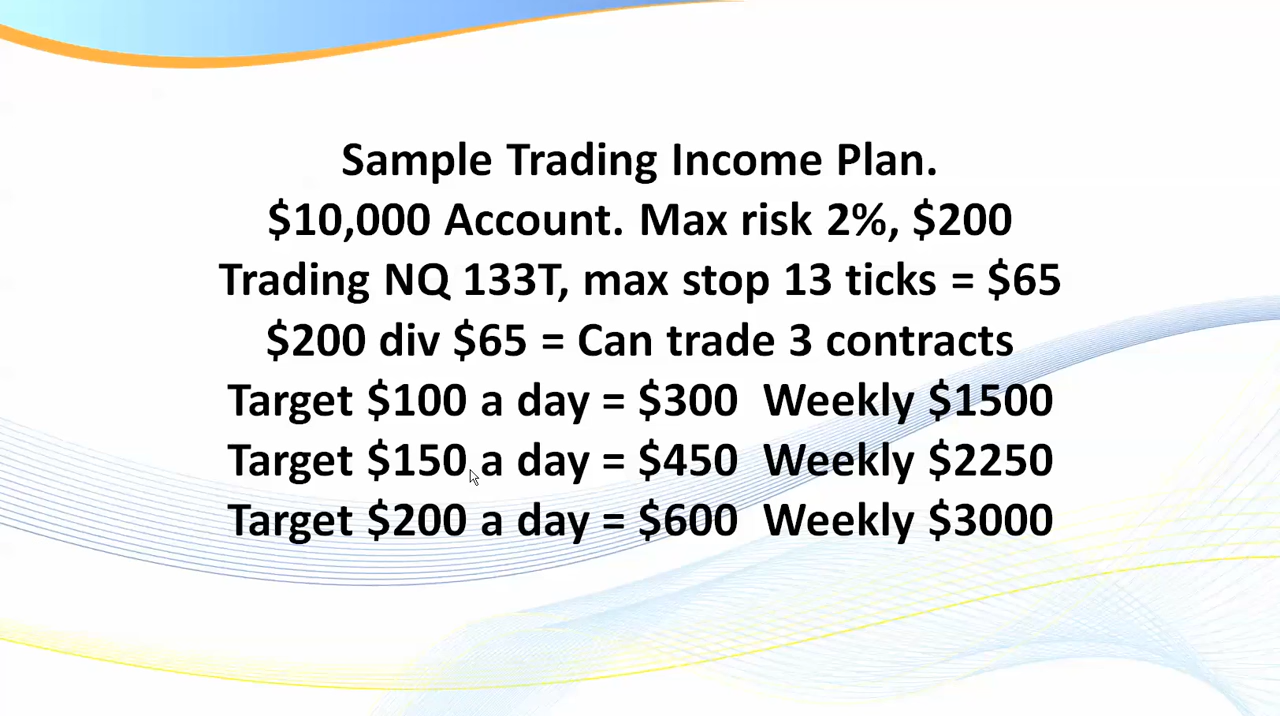 Sample Trading Income Plan.
$10,000 Account. Max risk 2%, $200
Trading NQ 133T, max stop 13 ticks = $65
$200 div $65 = Can trade 3 contracts
Target $100 a day = $300  Weekly $1500
Target $150 a day = $450  Weekly $2250
Target $200 a day = $600  Weekly $3000